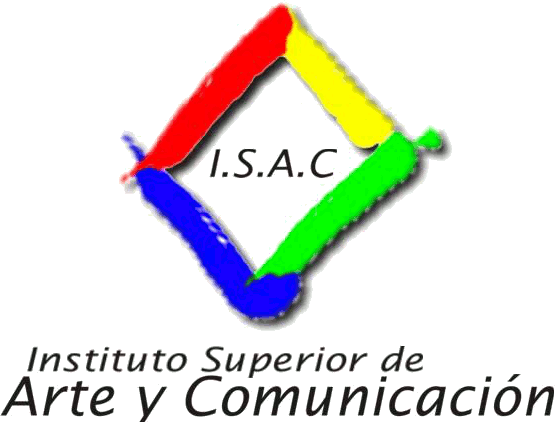 I.S.A.C
Instituto Superior de
Arte y Comunicación